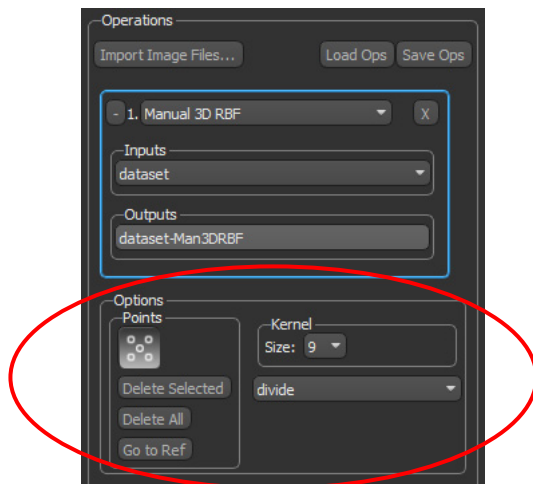 Operations
Import Image Files... Load Ops Save Ops
- 1. Manual 3D RBF X
Inputs
dataset
Outputs
dataset-Man3DRBF
Options
Points
Kernel
Size: 9
Delete Selected
divide
Delete All
Go to Ref